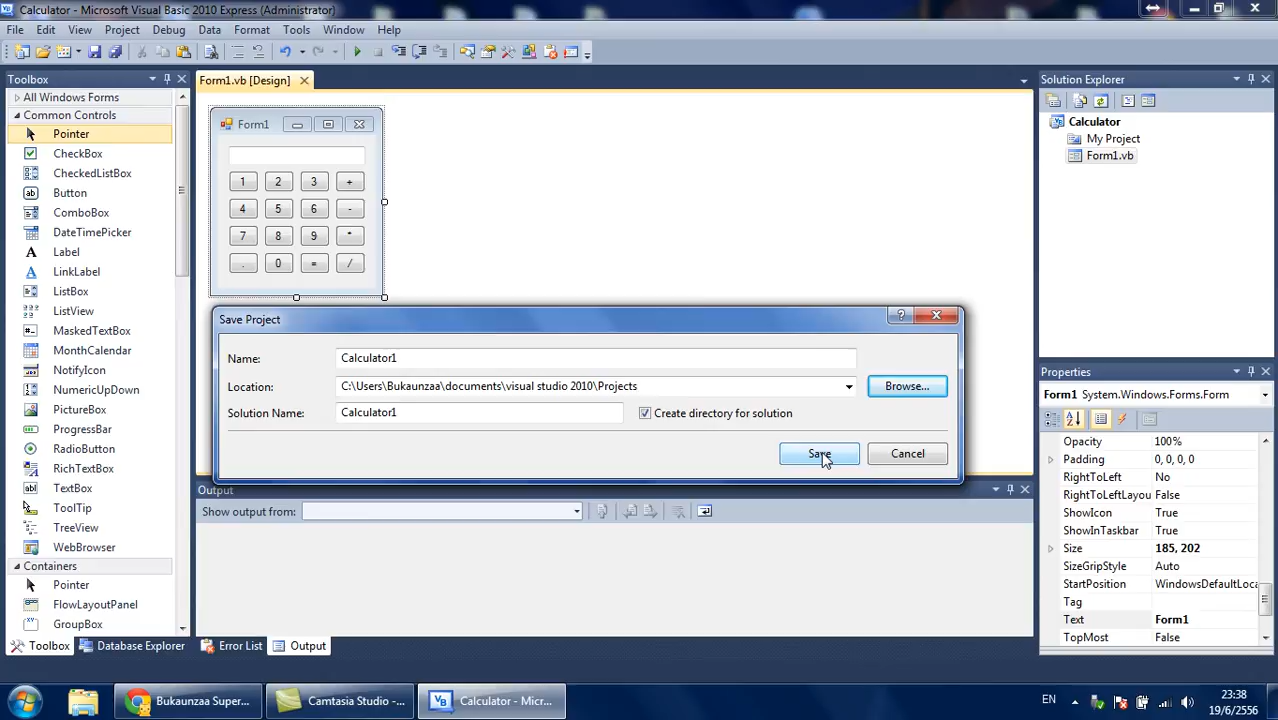 Calculator - Microsoft Visual Basic 2010 Express (Administrator)
File Edit View Project Debug Format Tools Window Help
Toolbox
All Windows Forms
Common Controls
Pointer
CheckBox
CheckedListBox
Button
ComboBox
DateTimePicker
Label
LinkLabel
ListBox
ListView
MaskedTextBox
MonthCalendar
NotifyIcon
NumericUpDown
PictureBox
ProgressBar
RadioButton
RichTextBox
TextBox
ToolTip
TreeView
WebBrowser
Containers
Pointer
FlowLayoutPanel
GroupBox
Toolbox Database Explorer
Form1.vb [Design]
Form1
1 2 3 +
4 5 6 -
7 8 9 *
. 0 = /
Save Project
Name: Calculator1
Location: C:\Users\Bukaunzaa\documents\visual studio 2010\Projects Browse...
Solution Name: Calculator1 Create directory for solution
Save Cancel
Output
Show output from:
Error List Output
Solution Explorer
Calculator
My Project
Form1.vb
Properties
Form1 System.Windows.Forms.Form
Opacity 100%
Padding 0, 0, 0, 0
RightToLeft No
RightToLeftLayou False
ShowIcon True
ShowInTaskbar True
Size 185, 202
SizeGripStyle Auto
StartPosition WindowsDefaultLoca
Tag
Text Form1
TopMost False
Bukaunzaa Super... Camtasia Studio -... Calculator - Micr... EN 23:38
19/6/2556